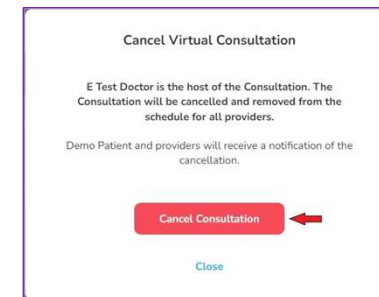 Cancel Virtual Consultation
E Test Doctor is the host of the Consultation. The
Consultation will be cancelled and removed from the
schedule for all providers.
Demo Patient and providers will receive a notification of the
cancellation.
Cancel Consultation
Close